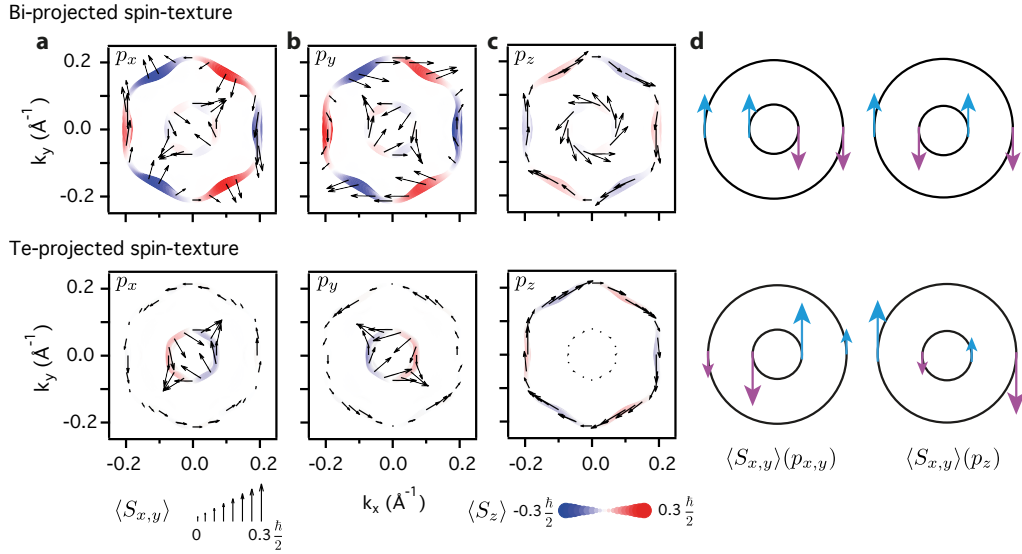 Bi-projected spin-texture
a b c d
p_x p_y p_z
k_y (Å⁻¹)
0.2
0.0
-0.2
Te-projected spin-texture
p_x p_y p_z
k_y (Å⁻¹)
0.2
0.0
-0.2
-0.2 0.0 0.2 -0.2 0.0 0.2 -0.2 0.0 0.2
⟨S_{x,y}⟩(p_{x,y}) ⟨S_{x,y}⟩(p_z)
⟨S_{x,y}⟩ 0 0.3 ħ/2
k_x (Å⁻¹)
⟨S_z⟩ -0.3 ħ/2 0.3 ħ/2